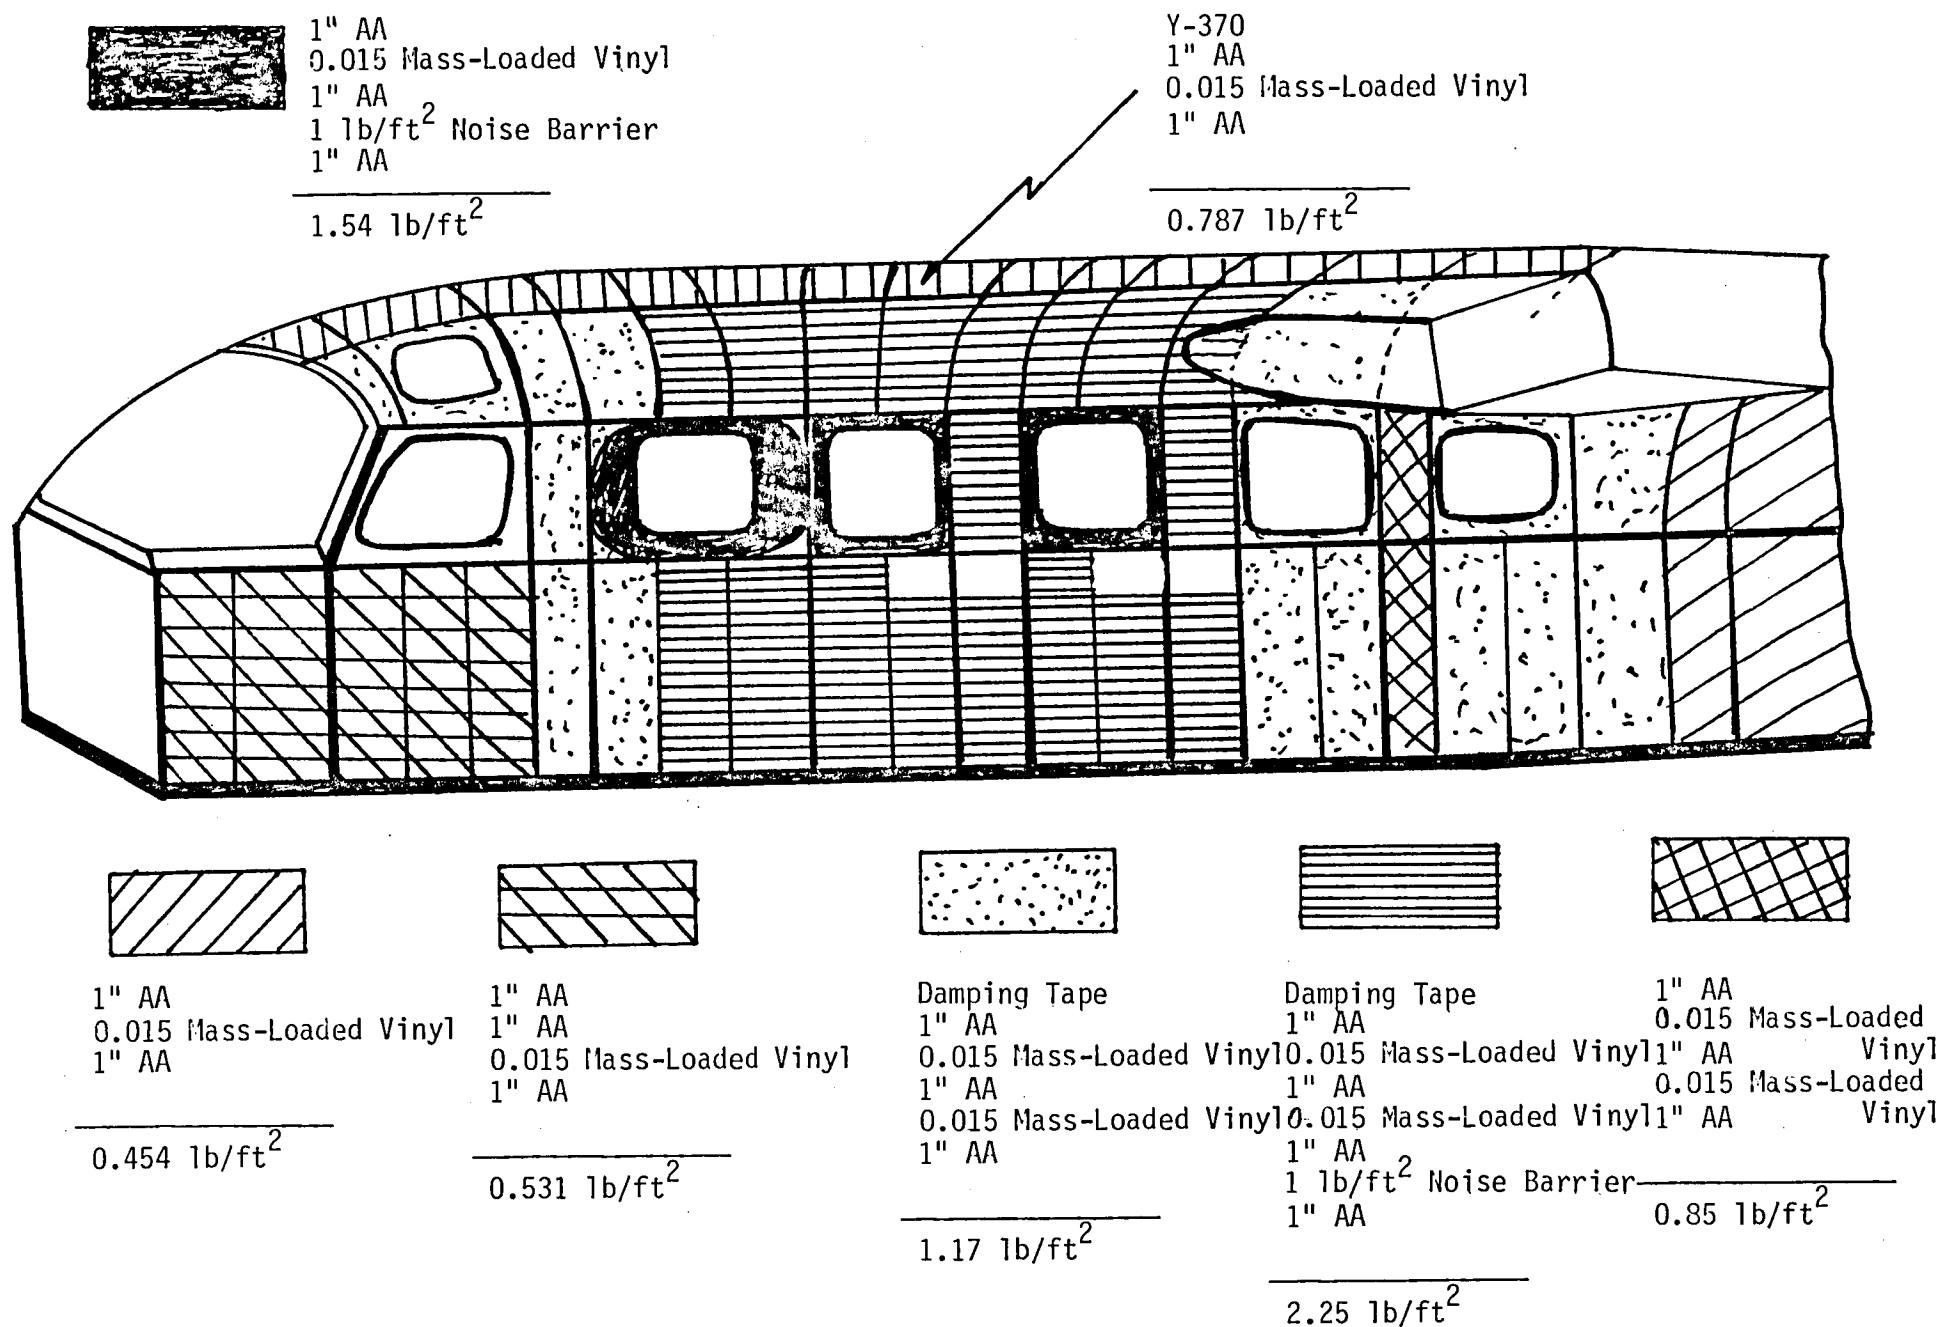 1" AA
0.015 Mass-Loaded Vinyl
1" AA
1 lb/ft² Noise Barrier
1" AA
1.54 lb/ft²
Y-370
1" AA
0.015 Mass-Loaded Vinyl
1" AA
0.787 lb/ft²
1" AA
0.015 Mass-Loaded Vinyl
1" AA
0.454 lb/ft²
1" AA
1" AA
0.015 Mass-Loaded Vinyl
1" AA
0.531 lb/ft²
Damping Tape
1" AA
0.015 Mass-Loaded Vinyl
1" AA
0.015 Mass-Loaded Vinyl
1" AA
1.17 lb/ft²
Damping Tape
1" AA
0.015 Mass-Loaded Vinyl
1" AA
0.015 Mass-Loaded Vinyl
1" AA
1 lb/ft² Noise Barrier
1" AA
2.25 lb/ft²
1" AA
0.015 Mass-Loaded
Vinyl
1" AA
0.015 Mass-Loaded
Vinyl
1" AA
0.85 lb/ft²